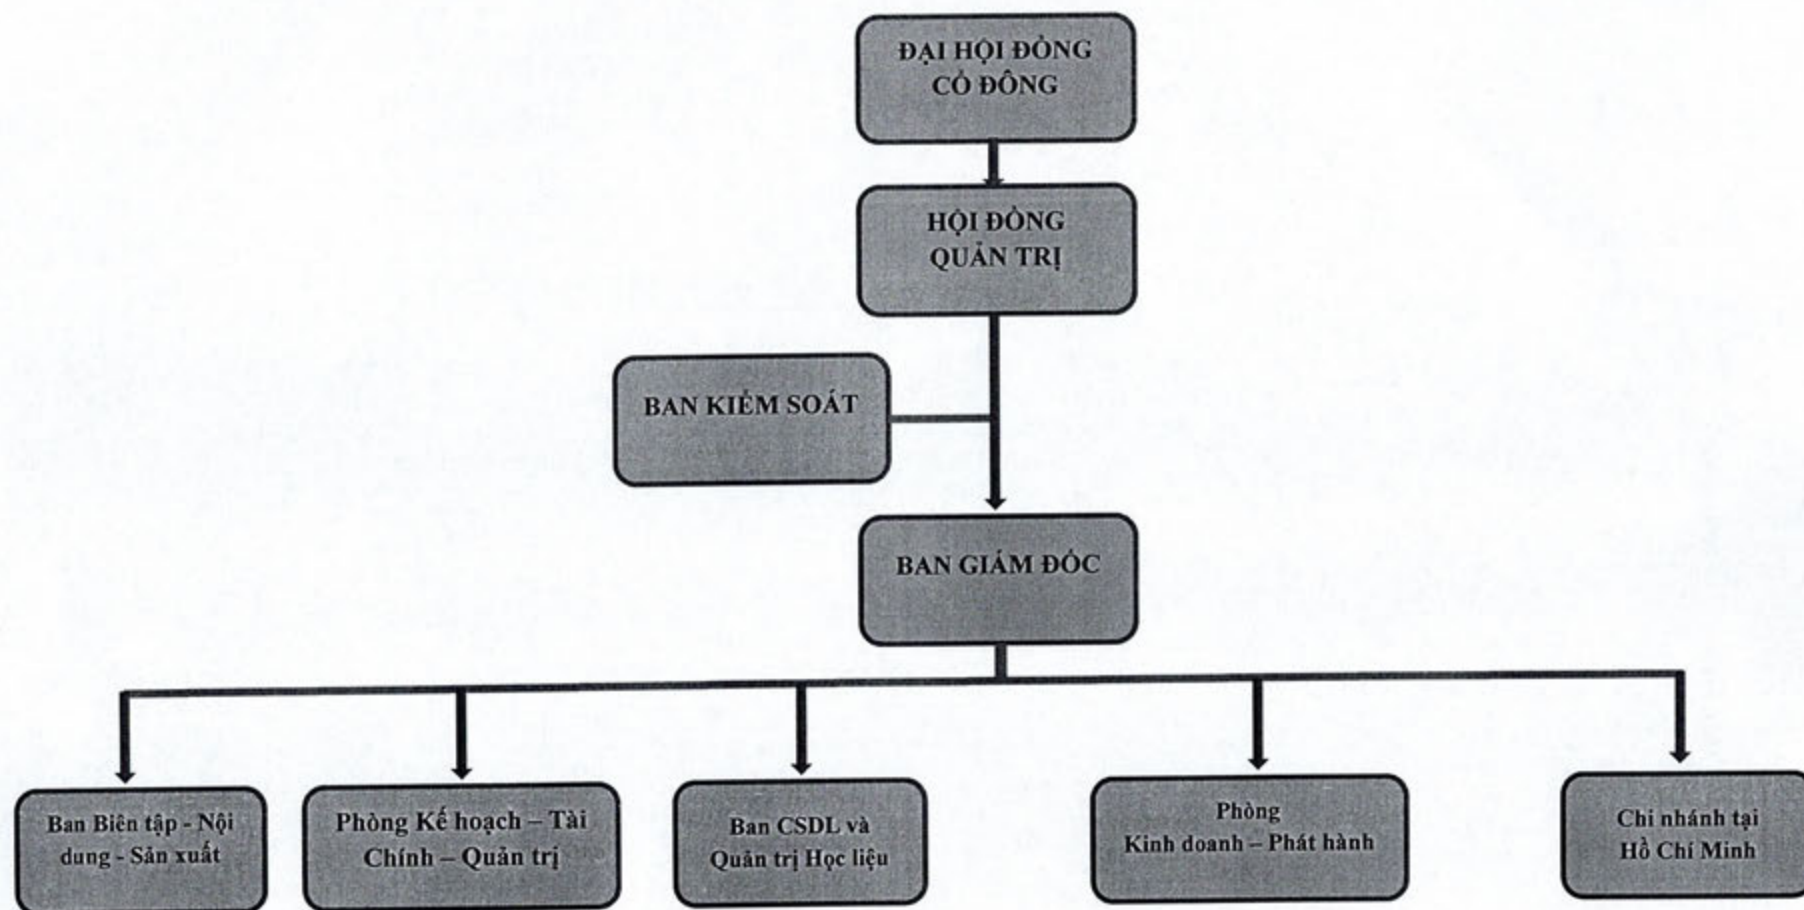 ĐẠI HỘI ĐỒNG
CỔ ĐÔNG
HỘI ĐỒNG
QUẢN TRỊ
BAN KIỂM SOÁT
BAN GIÁM ĐỐC
Ban Biên tập - Nội
dung - Sản xuất
Phòng Kế hoạch – Tài
Chính – Quản trị
Ban CSDL và
Quản trị Học liệu
Phòng
Kinh doanh – Phát hành
Chi nhánh tại
Hồ Chí Minh